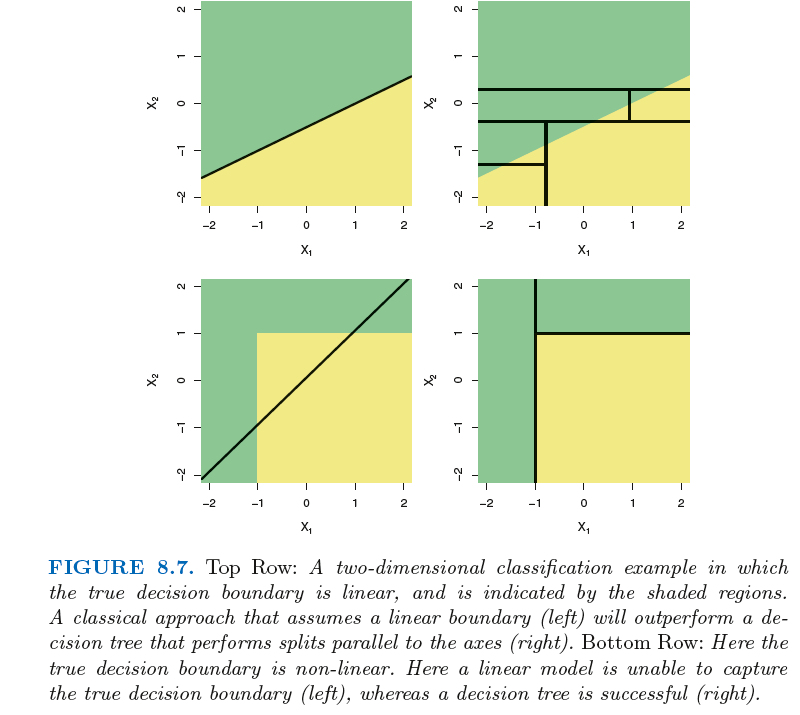 2
1
0
−1
−2
X2
−2
−1
0
1
2
X1
2
1
0
−1
−2
X2
−2
−1
0
1
2
X1
2
1
0
−1
−2
X2
−2
−1
0
1
2
X1
2
1
0
−1
−2
X2
−2
−1
0
1
2
X1
FIGURE 8.7. Top Row: A two-dimensional classification example in which
the true decision boundary is linear, and is indicated by the shaded regions.
A classical approach that assumes a linear boundary (left) will outperform a de-
cision tree that performs splits parallel to the axes (right). Bottom Row: Here the
true decision boundary is non-linear. Here a linear model is unable to capture
the true decision boundary (left), whereas a decision tree is successful (right).